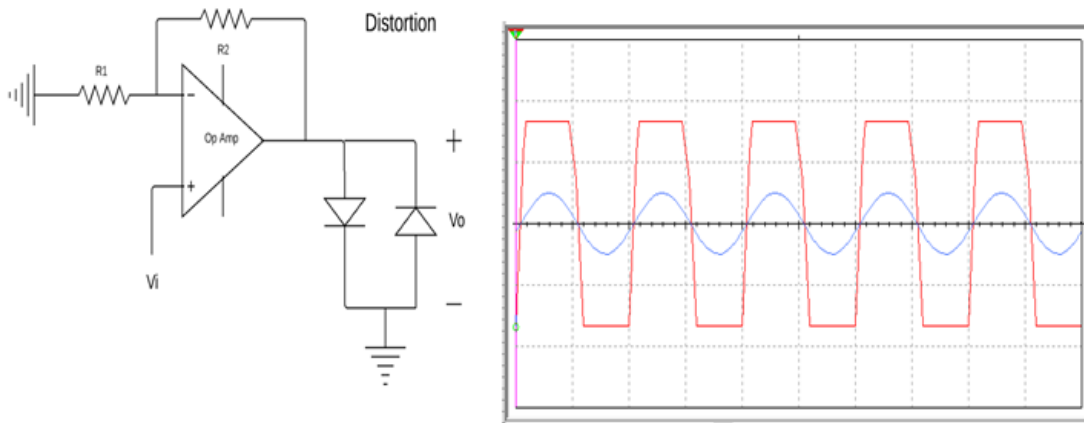 Distortion
R2
R1
−
Op Amp
+
+
Vo
Vi
−